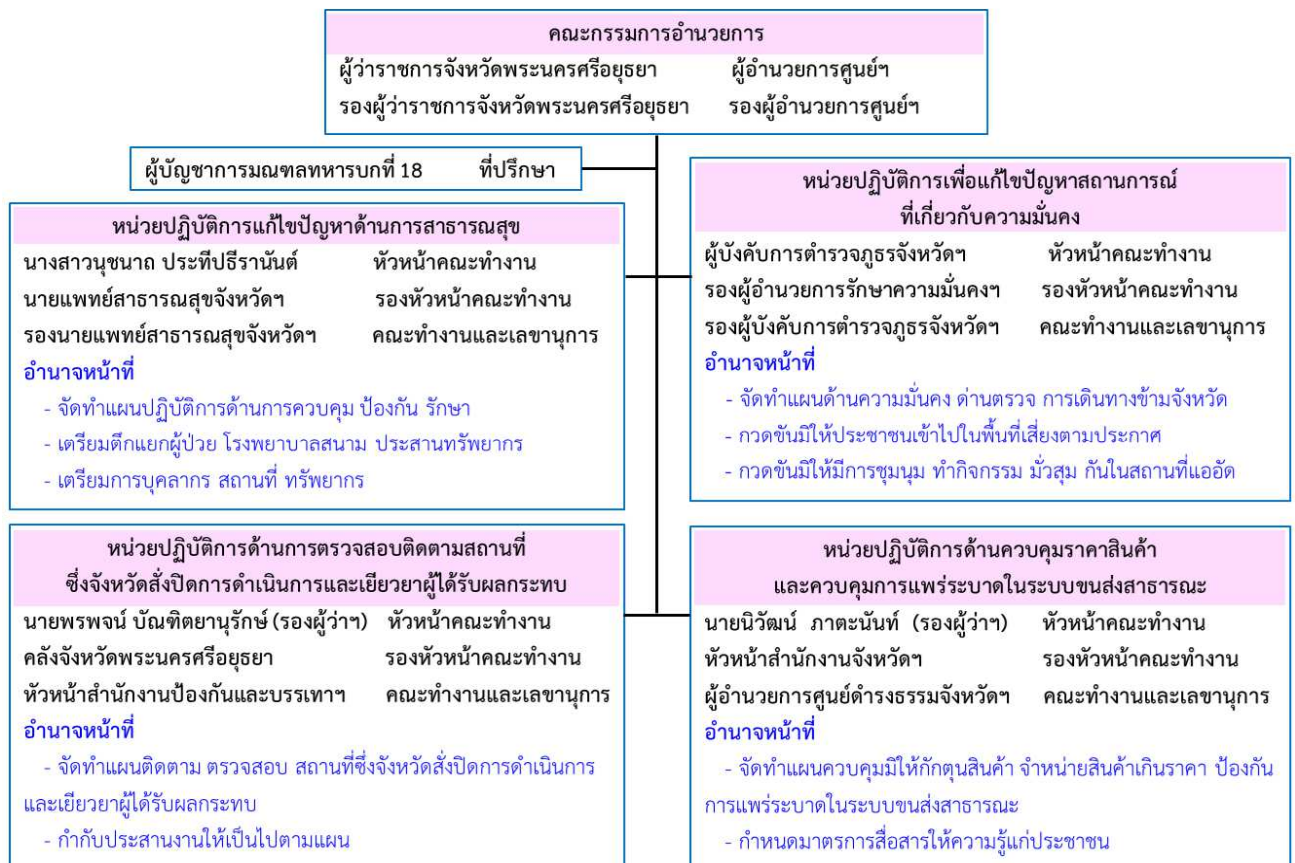 คณะกรรมการอำนวยการ
ผู้ว่าราชการจังหวัดพระนครศรีอยุธยา ผู้อำนวยการศูนย์ฯ
รองผู้ว่าราชการจังหวัดพระนครศรีอยุธยา รองผู้อำนวยการศูนย์ฯ
ผู้บัญชาการมณฑลทหารบกที่ 18 ที่ปรึกษา
หน่วยปฏิบัติการแก้ไขปัญหาด้านการสาธารณสุข
นางสาวนุชนาถ ประทีปธีรานันต์ หัวหน้าคณะทำงาน
นายแพทย์สาธารณสุขจังหวัดฯ รองหัวหน้าคณะทำงาน
รองนายแพทย์สาธารณสุขจังหวัดฯ คณะทำงานและเลขานุการ
อำนาจหน้าที่
- จัดทำแผนปฏิบัติการด้านการควบคุม ป้องกัน รักษา
- เตรียมตึกแยกผู้ป่วย โรงพยาบาลสนาม ประสานทรัพยากร
- เตรียมการบุคลากร สถานที่ ทรัพยากร
หน่วยปฏิบัติการเพื่อแก้ไขปัญหาสถานการณ์
ที่เกี่ยวกับความมั่นคง
ผู้บังคับการตำรวจภูธรจังหวัดฯ หัวหน้าคณะทำงาน
รองผู้อำนวยการรักษาความมั่นคงฯ รองหัวหน้าคณะทำงาน
รองผู้บังคับการตำรวจภูธรจังหวัดฯ คณะทำงานและเลขานุการ
อำนาจหน้าที่
- จัดทำแผนด้านความมั่นคง ด่านตรวจ การเดินทางข้ามจังหวัด
- กวดขันมิให้ประชาชนเข้าไปในพื้นที่เสี่ยงตามประกาศ
- กวดขันมิให้มีการชุมนุม ทำกิจกรรม มั่วสุม กันในสถานที่แออัด
หน่วยปฏิบัติการด้านการตรวจสอบติดตามสถานที่
ซึ่งจังหวัดสั่งปิดการดำเนินการและเยียวยาผู้ได้รับผลกระทบ
นายพรพจน์ บัณฑิตยานุรักษ์ (รองผู้ว่าฯ) หัวหน้าคณะทำงาน
คลังจังหวัดพระนครศรีอยุธยา รองหัวหน้าคณะทำงาน
หัวหน้าสำนักงานป้องกันและบรรเทาฯ คณะทำงานและเลขานุการ
อำนาจหน้าที่
- จัดทำแผนติดตาม ตรวจสอบ สถานที่ซึ่งจังหวัดสั่งปิดการดำเนินการ
และเยียวยาผู้ได้รับผลกระทบ
- กำกับประสานงานให้เป็นไปตามแผน
หน่วยปฏิบัติการด้านควบคุมราคาสินค้า
และควบคุมการแพร่ระบาดในระบบขนส่งสาธารณะ
นายนิวัฒน์ ภาตะนันท์ (รองผู้ว่าฯ) หัวหน้าคณะทำงาน
หัวหน้าสำนักงานจังหวัดฯ รองหัวหน้าคณะทำงาน
ผู้อำนวยการศูนย์ดำรงธรรมจังหวัดฯ คณะทำงานและเลขานุการ
อำนาจหน้าที่
- จัดทำแผนควบคุมมิให้กักตุนสินค้า จำหน่ายสินค้าเกินราคา ป้องกัน
การแพร่ระบาดในระบบขนส่งสาธารณะ
- กำหนดมาตรการสื่อสารให้ความรู้แก่ประชาชน